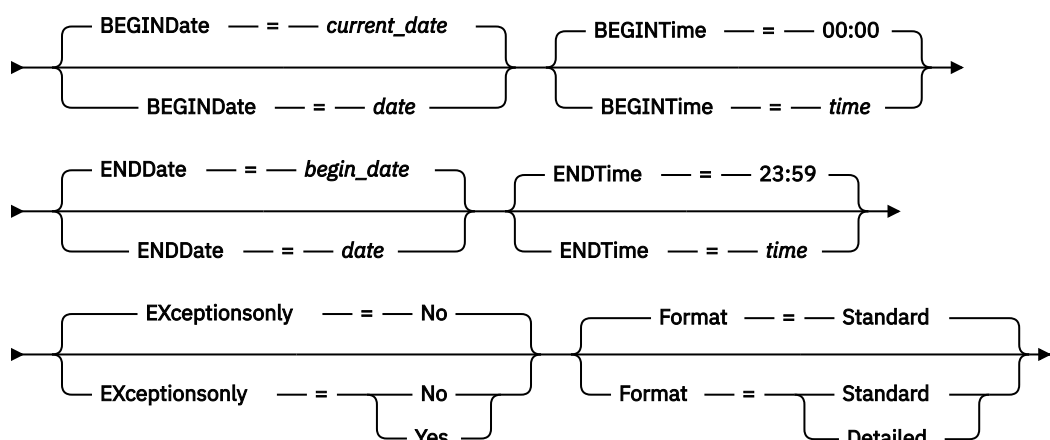 BEGINDate = current_date BEGINTime = 00:00
BEGINDate = date BEGINTime = time
ENDDate = begin_date ENDTime = 23:59
ENDDate = date ENDTime = time
EXceptionsonly = No Format = Standard
EXceptionsonly = No Format = Standard
Yes Detailed